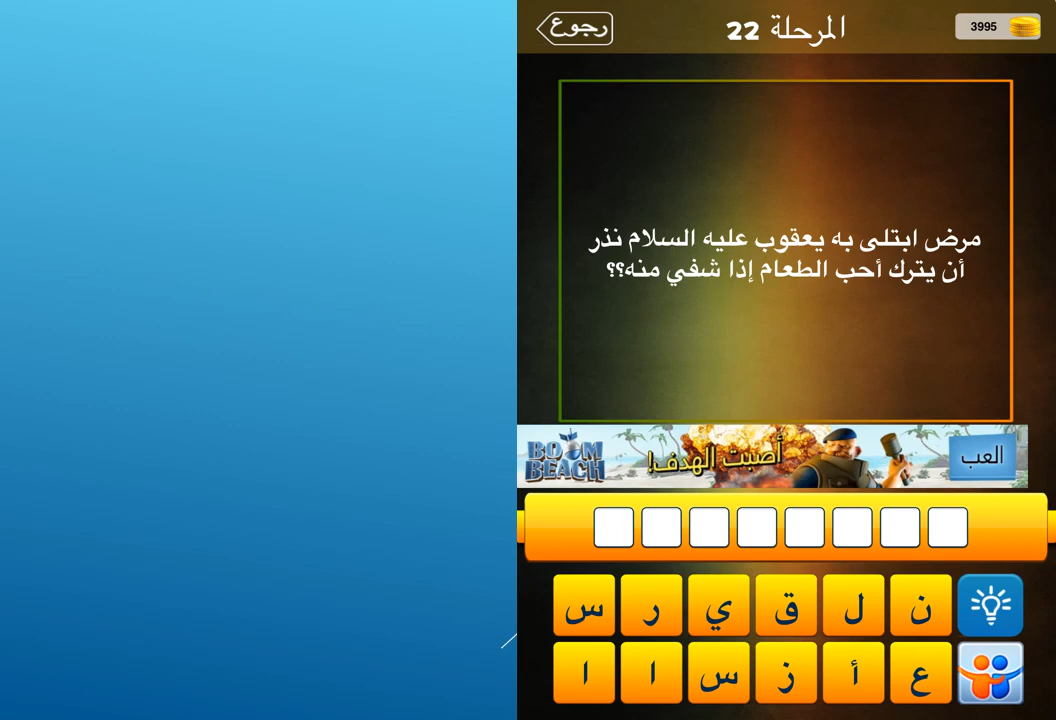 رجوع
المرحلة 22
3995
مرض ابتلى به يعقوب عليه السلام نذر
أن يترك أحب الطعام إذا شفي منه؟؟
BOOM
BEACH
أصبت الهدف!
العب
س ر ي ق ل ن
ا ا س ز أ ع